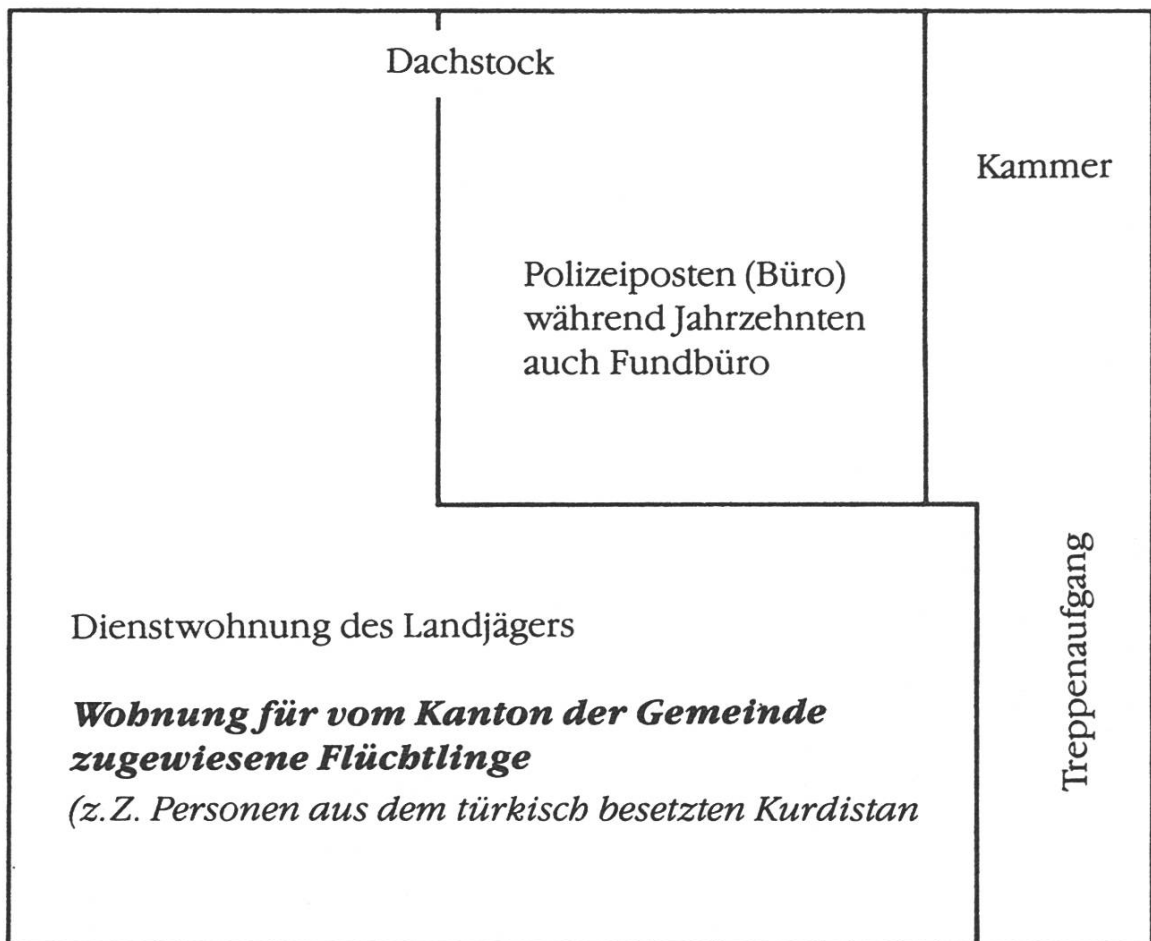 Dachstock
Kammer
Polizeiposten (Büro)
während Jahrzehnten
auch Fundbüro
Treppenaufgang
Dienstwohnung des Landjägers
Wohnung für vom Kanton der Gemeinde
zugewiesene Flüchtlinge
(z. Z. Personen aus dem türkisch besetzten Kurdistan